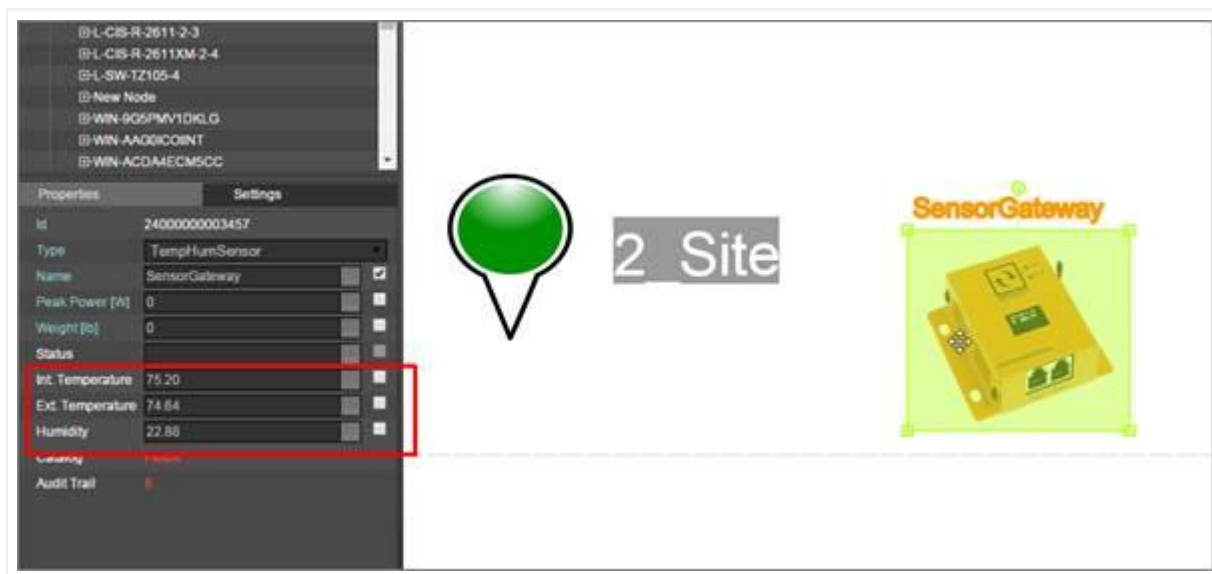 L-CIS-R-2611-2-3
L-CIS-R-2611XM-2-4
L-SW-TZ105-4
New Node
WIN-9G5PMV1DKLG
WIN-AAG0ICOIINT
WIN-ACDA4ECM5CC
Properties Settings
Id 24000000003457
Type TempHumSensor
Name SensorGateway
Peak Power [W] 0
Weight [lb] 0
Status
Int. Temperature 75.20
Ext. Temperature 74.64
Humidity 22.88
Catalog
Audit Trail
2 Site
SensorGateway